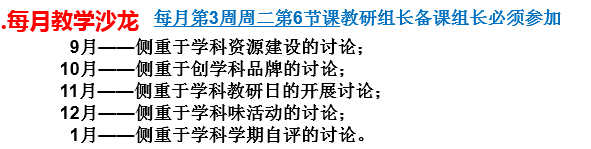 .每月教学沙龙 每月第3周周二第6节课教研组长备课组长必须参加
9月——侧重于学科资源建设的讨论；
10月——侧重于创学科品牌的讨论；
11月——侧重于学科教研日的开展讨论；
12月——侧重于学科味活动的讨论；
1月——侧重于学科学期自评的讨论。